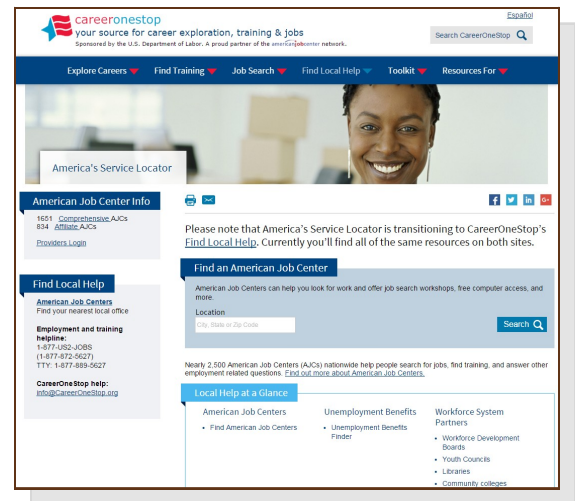 Español
careeronestop
your source for career exploration, training & jobs
Sponsored by the U.S. Department of Labor. A proud partner of the americanjobcenter network.
Search CareerOneStop
Explore Careers Find Training Job Search Find Local Help Toolkit Resources For
America's Service Locator
American Job Center Info
1651 Comprehensive AJCs
834 Affiliate AJCs
Providers Login
Find Local Help
American Job Centers
Find your nearest local office
Employment and training
helpline:
1-877-US2-JOBS
(1-877-872-5627)
TTY: 1-877-889-5627
CareerOneStop help:
info@CareerOneStop.org
f in G+
Please note that America's Service Locator is transitioning to CareerOneStop's
Find Local Help. Currently you'll find all of the same resources on both sites.
Find an American Job Center
American Job Centers can help you look for work and offer job search workshops, free computer access, and
more.
Location
City, State or Zip Code
Search
Nearly 2,500 American Job Centers (AJCs) nationwide help people search for jobs, find training, and answer other
employment related questions. Find out more about American Job Centers.
Local Help at a Glance
American Job Centers
• Find American Job Centers
Unemployment Benefits
• Unemployment Benefits
Finder
Workforce System
Partners
• Workforce Development
Boards
• Youth Councils
• Libraries
• Community colleges